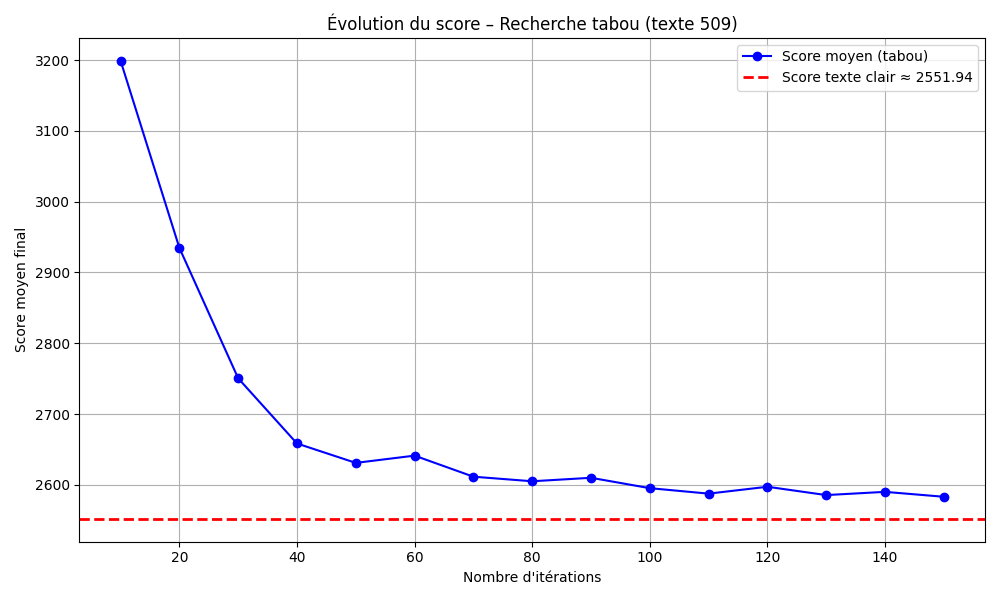 Évolution du score – Recherche tabou (texte 509)
Score moyen (tabou)
Score texte clair ≈ 2551.94
Score moyen final
3200
3100
3000
2900
2800
2700
2600
20 40 60 80 100 120 140
Nombre d'itérations